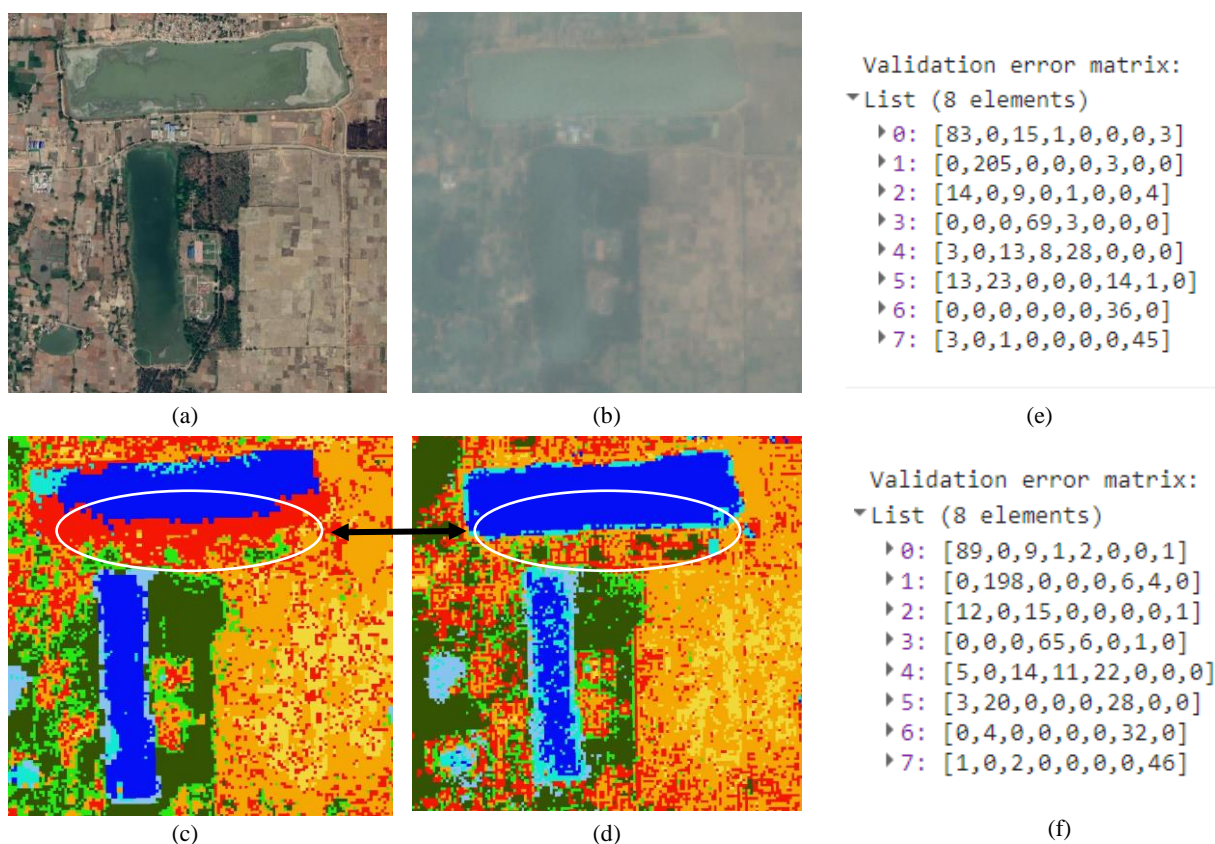 Validation error matrix:
List (8 elements)
0: [83,0,15,1,0,0,0,3]
1: [0,205,0,0,0,3,0,0]
2: [14,0,9,0,1,0,0,4]
3: [0,0,0,69,3,0,0,0]
4: [3,0,13,8,28,0,0,0]
5: [13,23,0,0,0,14,1,0]
6: [0,0,0,0,0,0,36,0]
7: [3,0,1,0,0,0,0,45]
(a)
(b)
(e)
Validation error matrix:
List (8 elements)
0: [89,0,9,1,2,0,0,1]
1: [0,198,0,0,0,6,4,0]
2: [12,0,15,0,0,0,0,1]
3: [0,0,0,65,6,0,1,0]
4: [5,0,14,11,22,0,0,0]
5: [3,20,0,0,0,28,0,0]
6: [0,4,0,0,0,0,32,0]
7: [1,0,2,0,0,0,0,46]
(c)
(d)
(f)